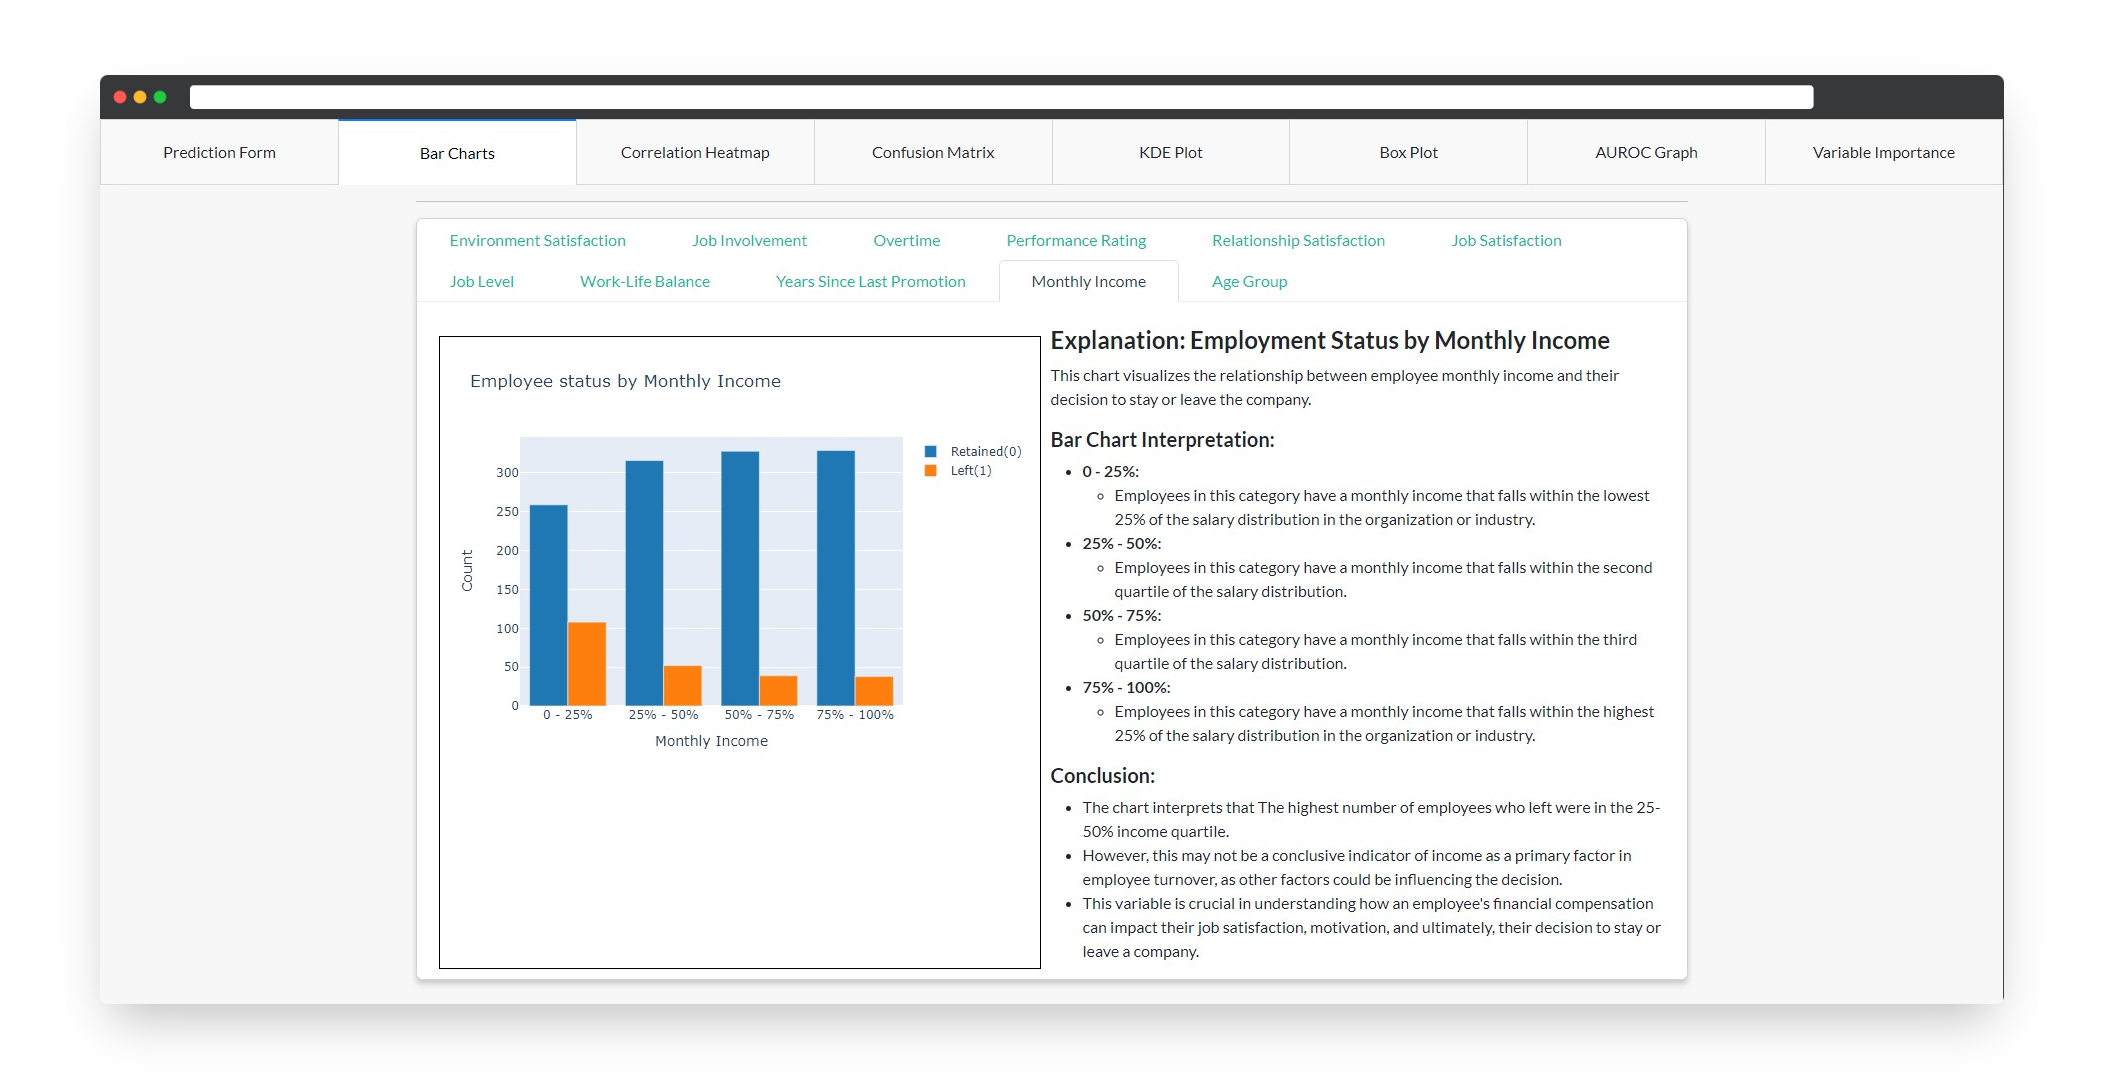 Prediction Form
Bar Charts
Correlation Heatmap
Confusion Matrix
KDE Plot
Box Plot
AUROC Graph
Variable Importance
Environment Satisfaction
Job Involvement
Overtime
Performance Rating
Relationship Satisfaction
Job Satisfaction
Job Level
Work-Life Balance
Years Since Last Promotion
Monthly Income
Age Group
Employee status by Monthly Income
Retained(0)
Left(1)
Count
300
250
200
150
100
50
0
0 - 25%
25% - 50%
50% - 75%
75% - 100%
Monthly Income
Explanation: Employment Status by Monthly Income
This chart visualizes the relationship between employee monthly income and their
decision to stay or leave the company.
Bar Chart Interpretation:
• 0 - 25%:
◦ Employees in this category have a monthly income that falls within the lowest
25% of the salary distribution in the organization or industry.
• 25% - 50%:
◦ Employees in this category have a monthly income that falls within the second
quartile of the salary distribution.
• 50% - 75%:
◦ Employees in this category have a monthly income that falls within the third
quartile of the salary distribution.
• 75% - 100%:
◦ Employees in this category have a monthly income that falls within the highest
25% of the salary distribution in the organization or industry.
Conclusion:
• The chart interprets that The highest number of employees who left were in the 25-
50% income quartile.
• However, this may not be a conclusive indicator of income as a primary factor in
employee turnover, as other factors could be influencing the decision.
• This variable is crucial in understanding how an employee's financial compensation
can impact their job satisfaction, motivation, and ultimately, their decision to stay or
leave a company.